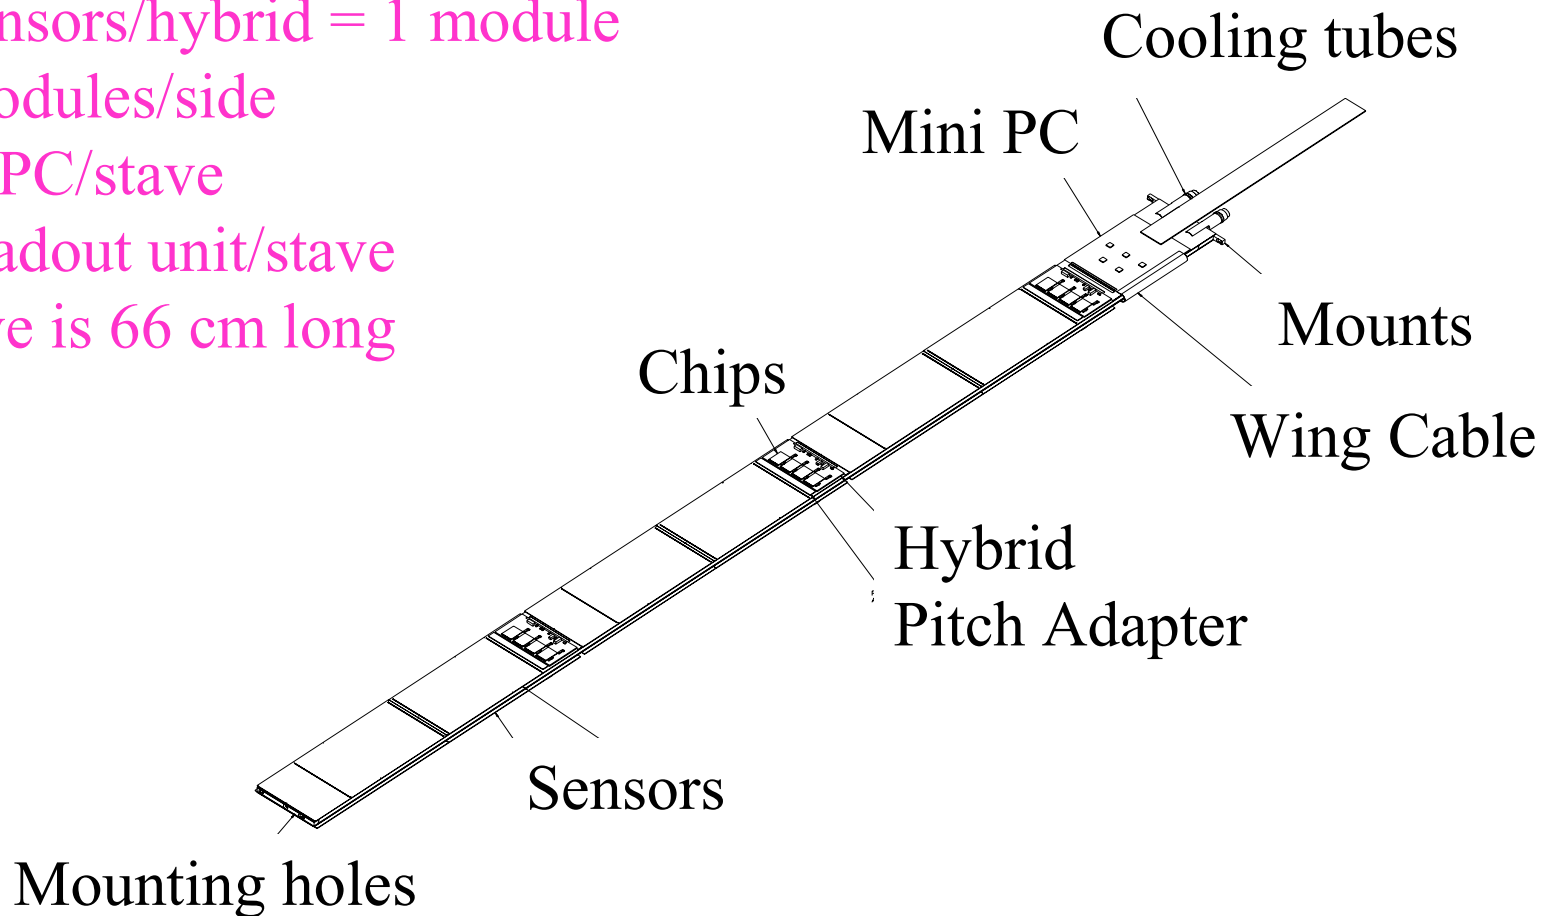 nsors/hybrid = 1 module
odules/side
PC/stave
adout unit/stave
e is 66 cm long
Cooling tubes
Mini PC
Mounts
Chips
Wing Cable
Hybrid
Pitch Adapter
Sensors
Mounting holes